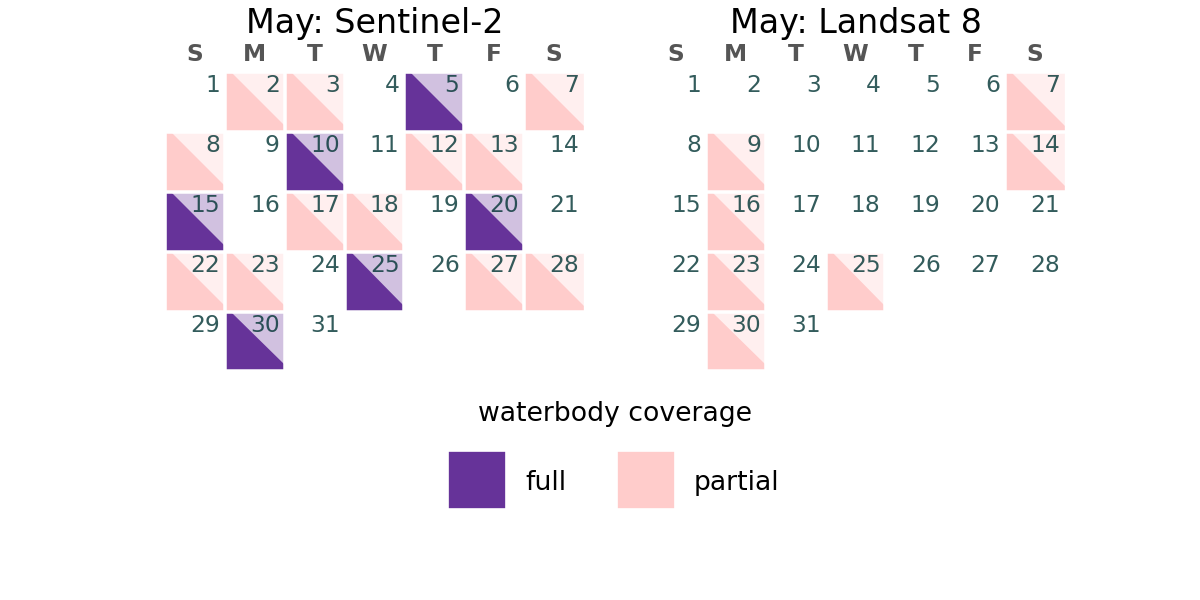 May: Sentinel-2
S M T W T F S
1 2 3 4 5 6 7
8 9 10 11 12 13 14
15 16 17 18 19 20 21
22 23 24 25 26 27 28
29 30 31
May: Landsat 8
S M T W T F S
1 2 3 4 5 6 7
8 9 10 11 12 13 14
15 16 17 18 19 20 21
22 23 24 25 26 27 28
29 30 31
waterbody coverage
full
partial